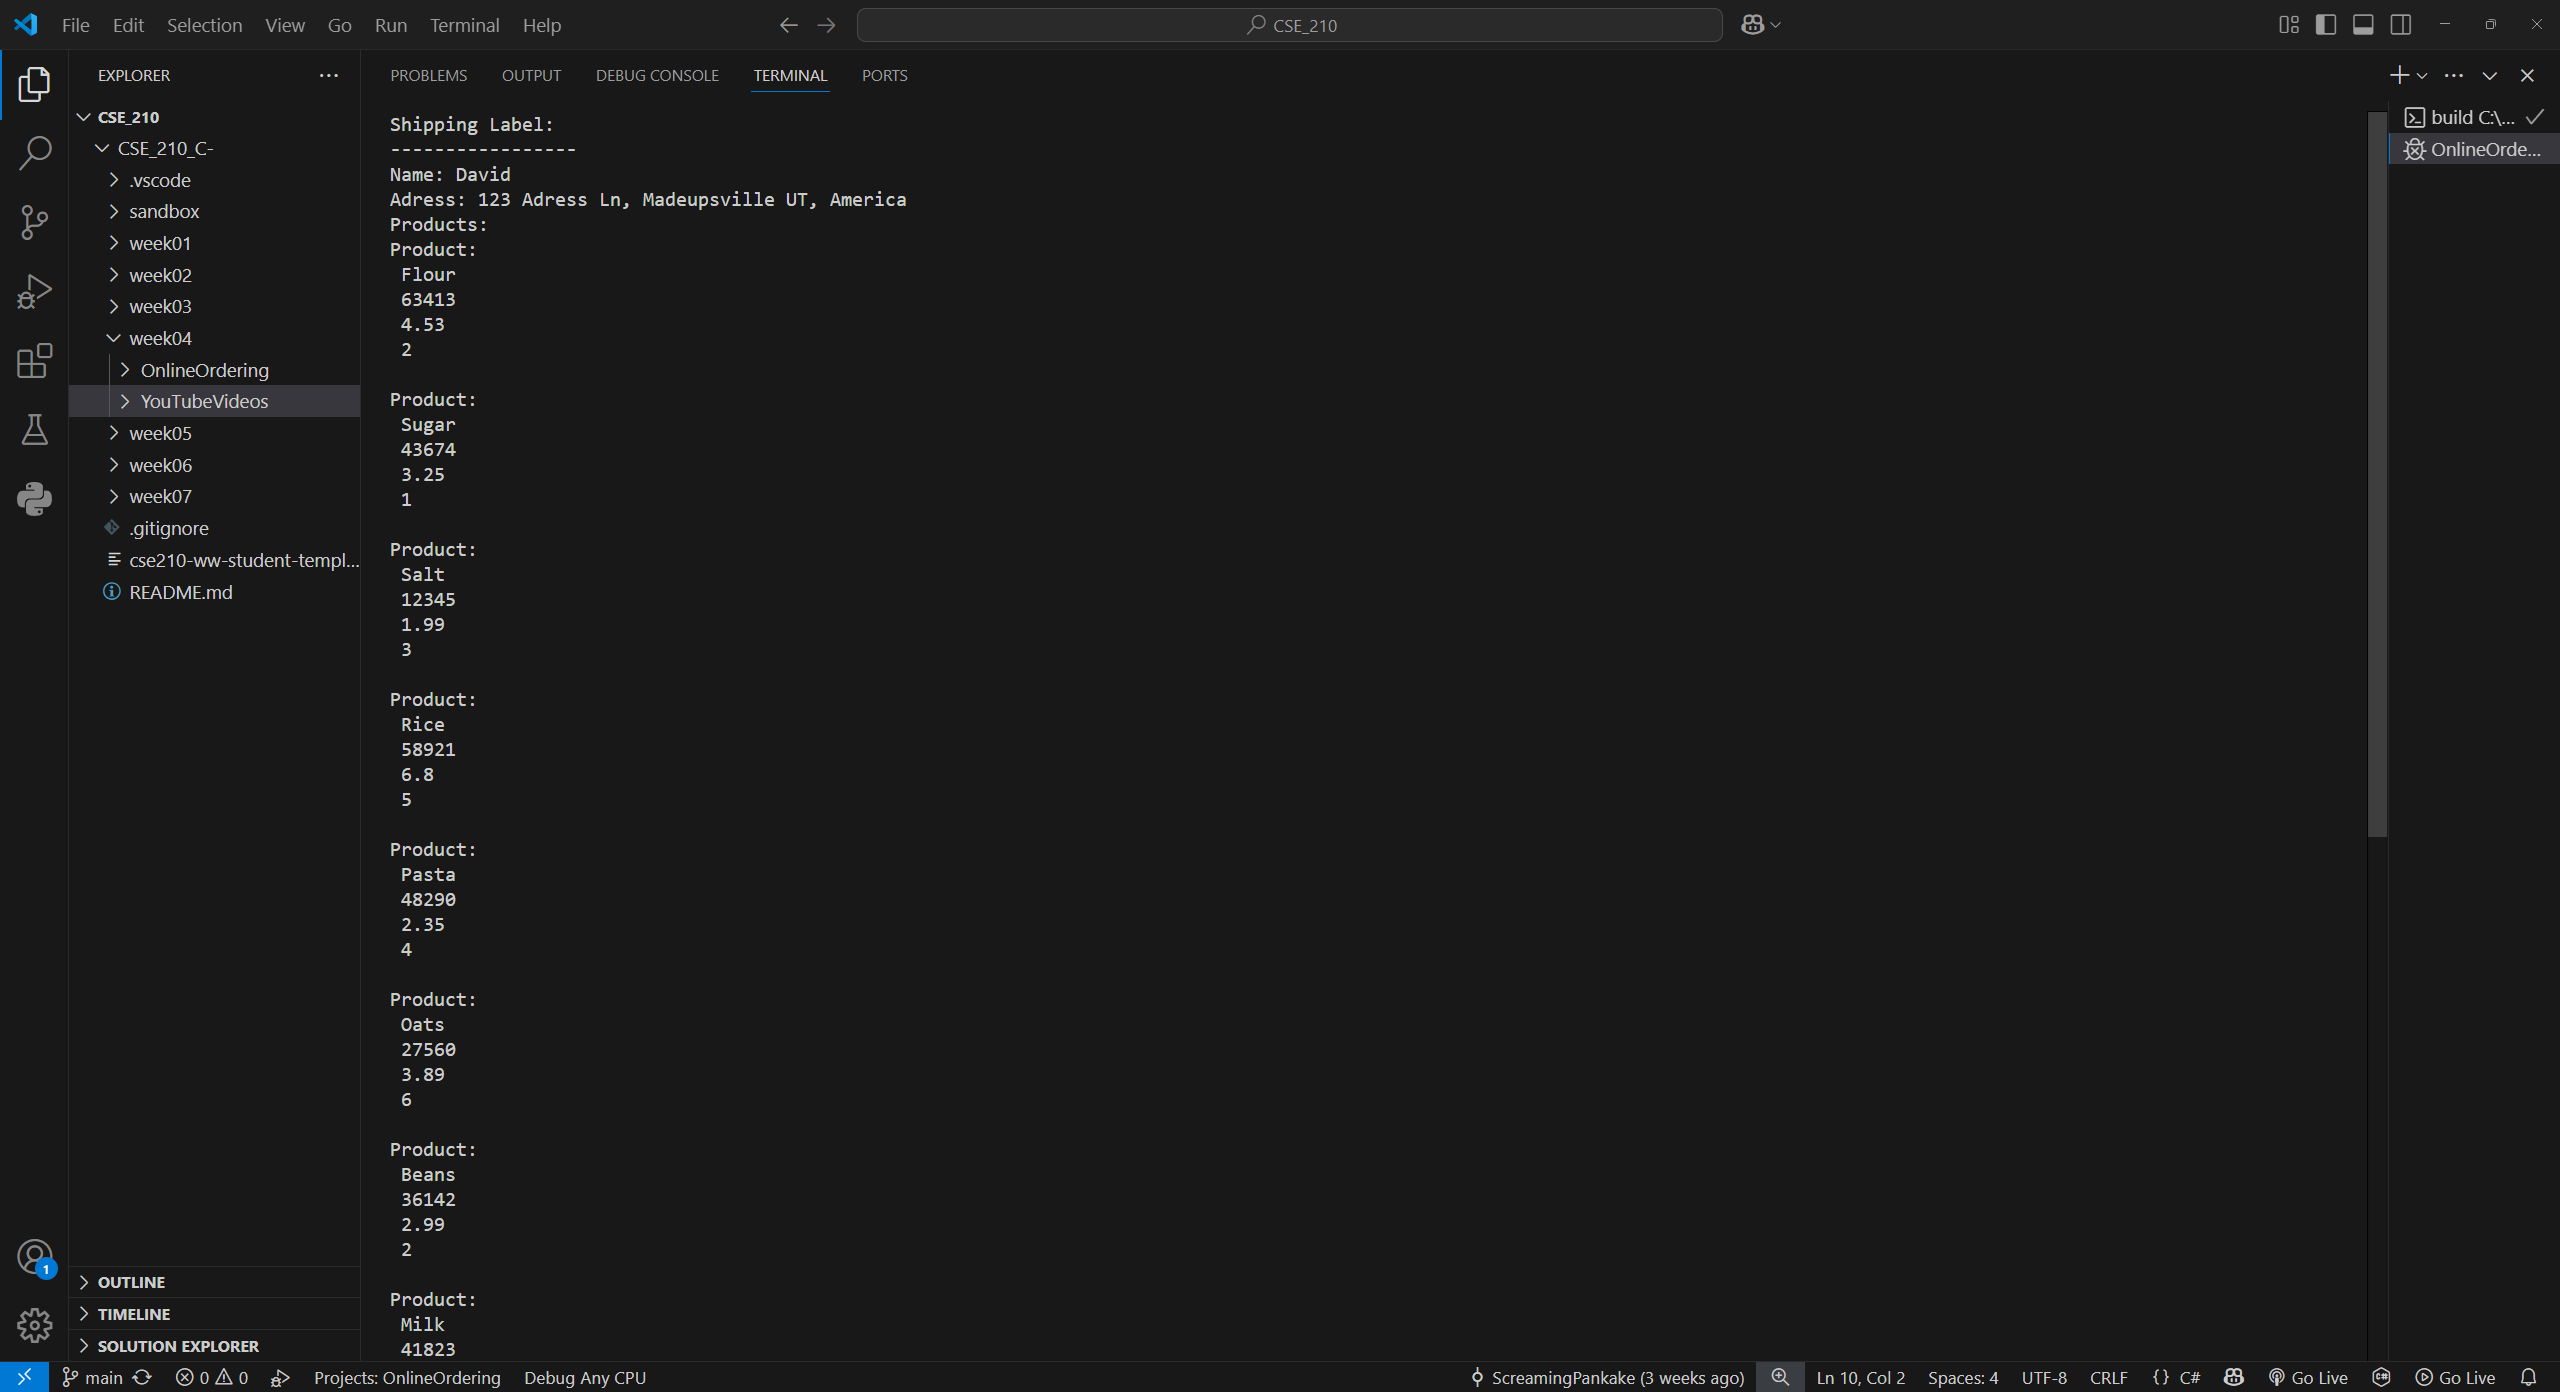 File Edit Selection View Go Run Terminal Help
CSE_210
EXPLORER
CSE_210
CSE_210_C-
.vscode
sandbox
week01
week02
week03
week04
OnlineOrdering
YouTubeVideos
week05
week06
week07
.gitignore
cse210-ww-student-templ...
README.md
OUTLINE
TIMELINE
SOLUTION EXPLORER
PROBLEMS OUTPUT DEBUG CONSOLE TERMINAL PORTS
Shipping Label:
-----------------
Name: David
Adress: 123 Adress Ln, Madeupsville UT, America
Products:
Product:
Flour
63413
4.53
2
Product:
Sugar
43674
3.25
1
Product:
Salt
12345
1.99
3
Product:
Rice
58921
6.8
5
Product:
Pasta
48290
2.35
4
Product:
Oats
27560
3.89
6
Product:
Beans
36142
2.99
2
Product:
Milk
41823
build C:\...
OnlineOrde...
1
main 0 0 Projects: OnlineOrdering Debug Any CPU ScreamingPankake (3 weeks ago) Ln 10, Col 2 Spaces: 4 UTF-8 CRLF {} C# Go Live Go Live